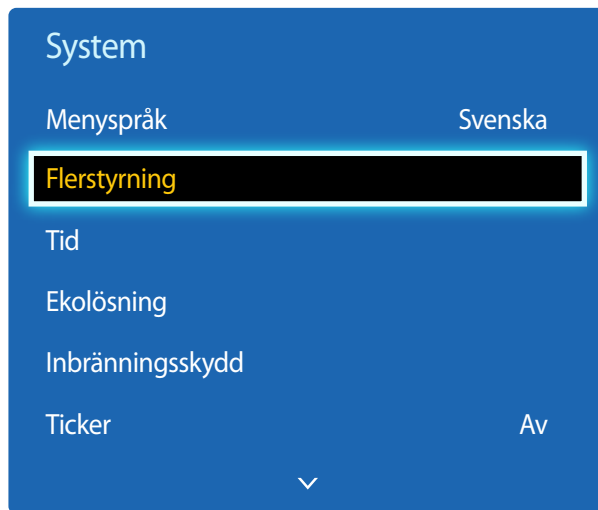 System
Menyspråk Svenska
Flerstyrning
Tid
Ekolösning
Inbränningsskydd
Ticker Av